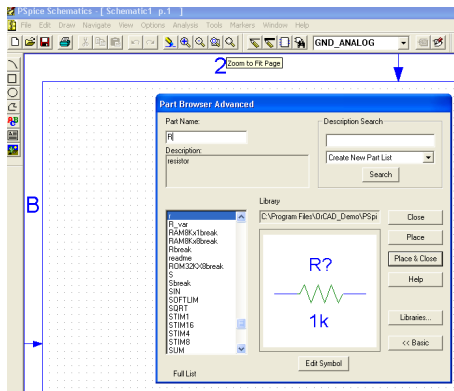 PSpice Schematics - [ Schematic1 p.1 ]
File Edit Draw Navigate View Options Analysis Tools Markers Window Help
GND_ANALOG
2
Zoom to Fit Page
B
Part Browser Advanced
Part Name:
R
Description:
resistor
Description Search
Create New Part List
Search
Library
C:\Program Files\OrCAD_Demo\PSpi
r
R_var
RAM8Kx1break
RAM8Kx8break
Rbreak
readme
ROM32KX8break
S
Sbreak
SIN
SOFTLIM
SQRT
STIM1
STIM16
STIM4
STIM8
SUM
Full List
R?
1k
Edit Symbol
Close
Place
Place & Close
Help
Libraries...
<< Basic